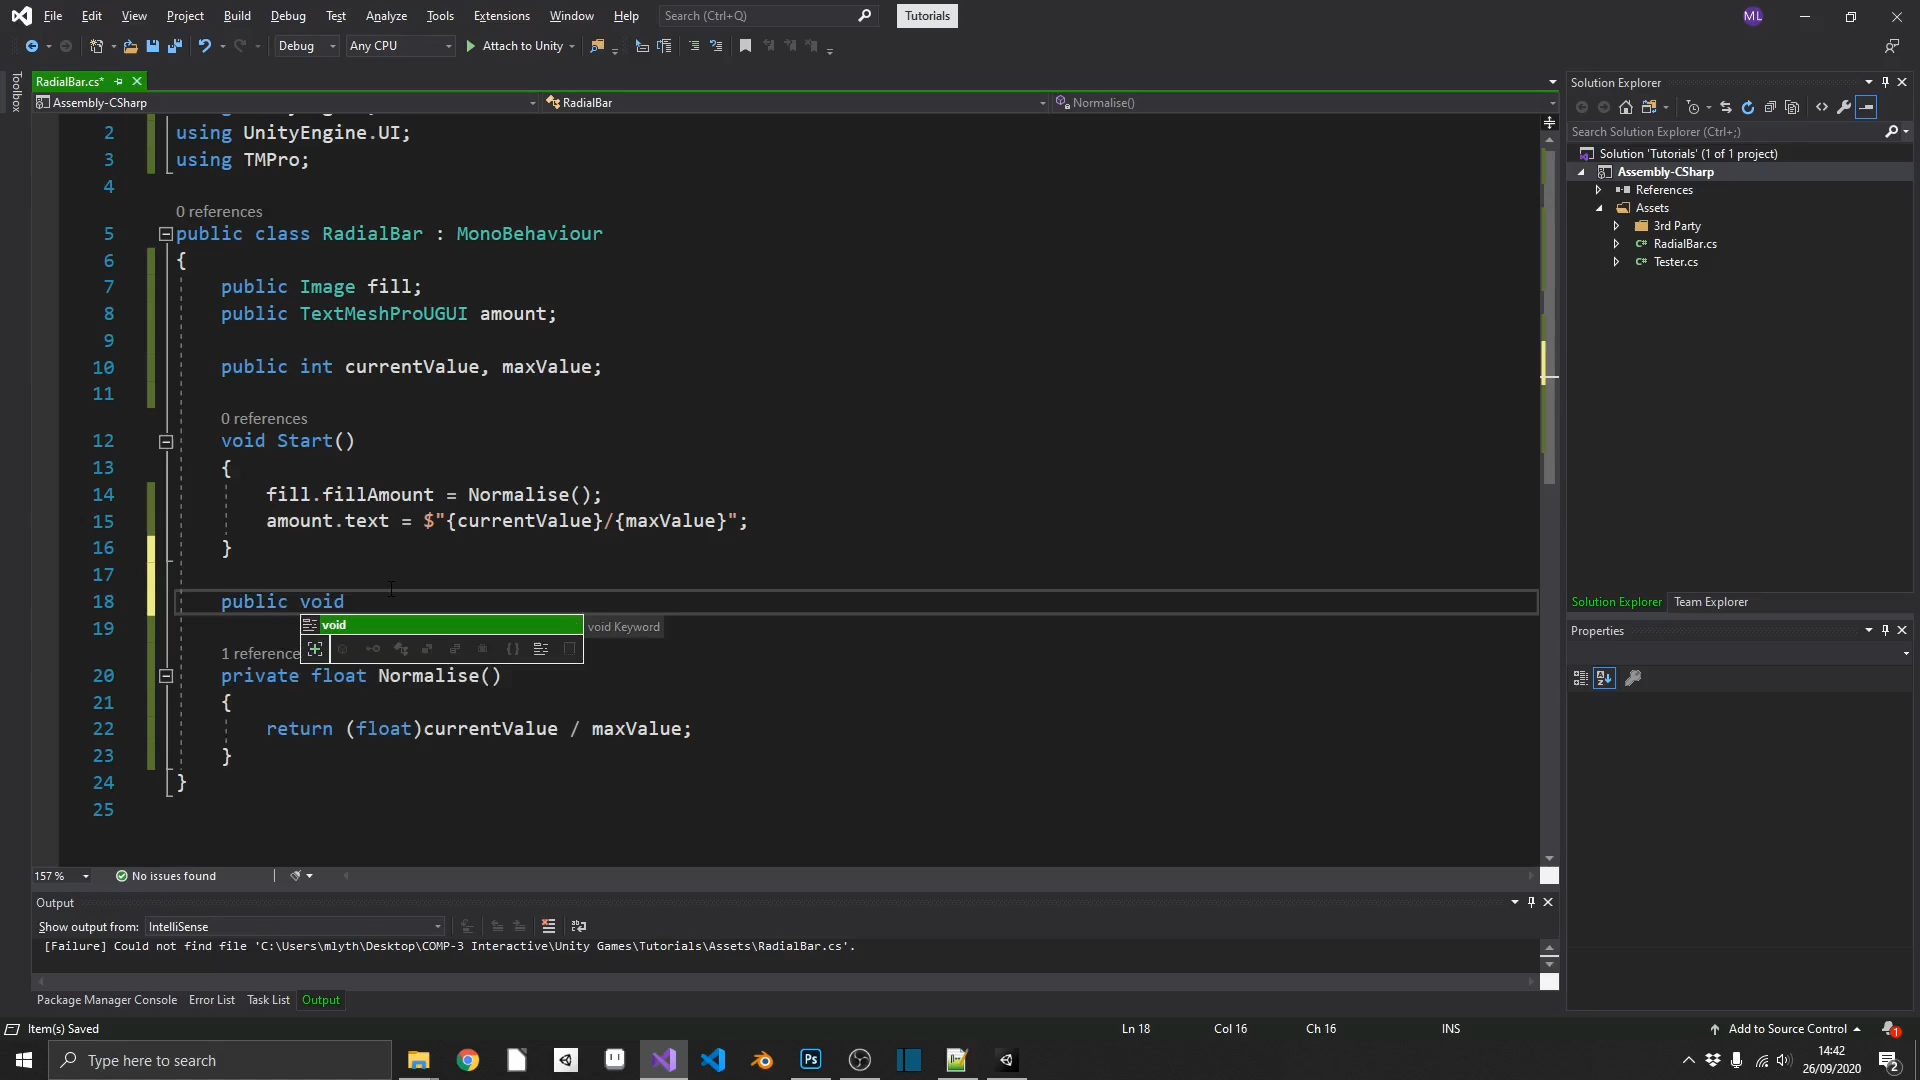 File Edit View Project Build Debug Test Analyze Tools Extensions Window Help Search (Ctrl+Q) Tutorials ML
Debug Any CPU Attach to Unity
Toolbox
RadialBar.cs*
Assembly-CSharp RadialBar Normalise()
2 using UnityEngine.UI;
3 using TMPro;
4
0 references
5 public class RadialBar : MonoBehaviour
6 {
7 public Image fill;
8 public TextMeshProUGUI amount;
9
10 public int currentValue, maxValue;
11
0 references
12 void Start()
13 {
14 fill.fillAmount = Normalise();
15 amount.text = $"{currentValue}/{maxValue}";
16 }
17
18 public void
void void Keyword
19
1 reference
20 private float Normalise()
21 {
22 return (float)currentValue / maxValue;
23 }
24 }
25
157 % No issues found
Output
Show output from: IntelliSense
[Failure] Could not find file 'C:\Users\mlyth\Desktop\COMP-3 Interactive\Unity Games\Tutorials\Assets\RadialBar.cs'.
Package Manager Console Error List Task List Output
Solution Explorer
Search Solution Explorer (Ctrl+;)
Solution 'Tutorials' (1 of 1 project)
Assembly-CSharp
References
Assets
3rd Party
C# RadialBar.cs
C# Tester.cs
Solution Explorer Team Explorer
Properties
Item(s) Saved Ln 18 Col 16 Ch 16 INS Add to Source Control 1
Type here to search Ps
14:42
26/09/2020
2